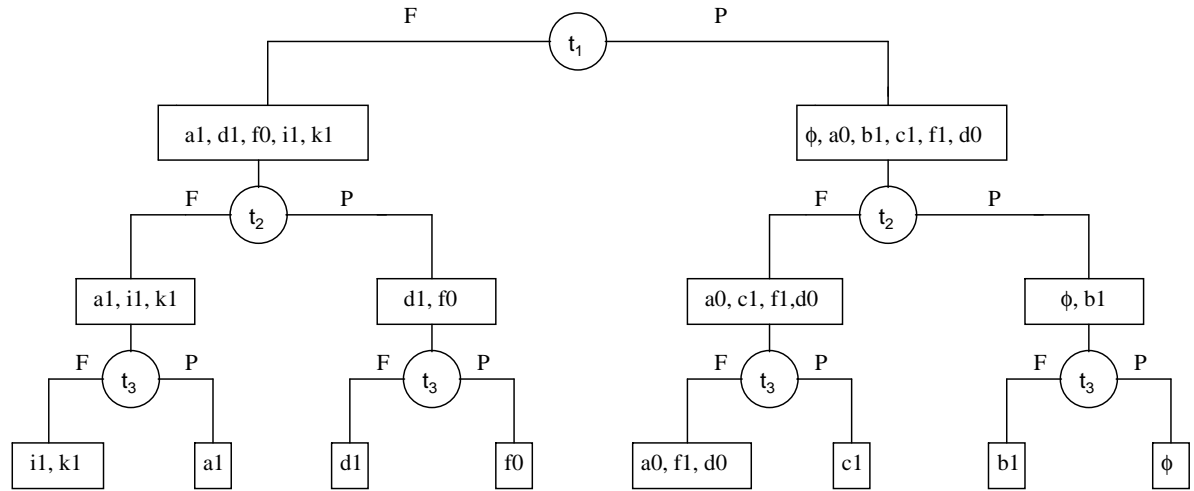 F P
t1
a1, d1, f0, i1, k1
ϕ, a0, b1, c1, f1, d0
F P
t2
F P
t2
a1, i1, k1
d1, f0
a0, c1, f1,d0
ϕ, b1
F P
t3
F P
t3
F P
t3
F P
t3
i1, k1
a1
d1
f0
a0, f1, d0
c1
b1
ϕ